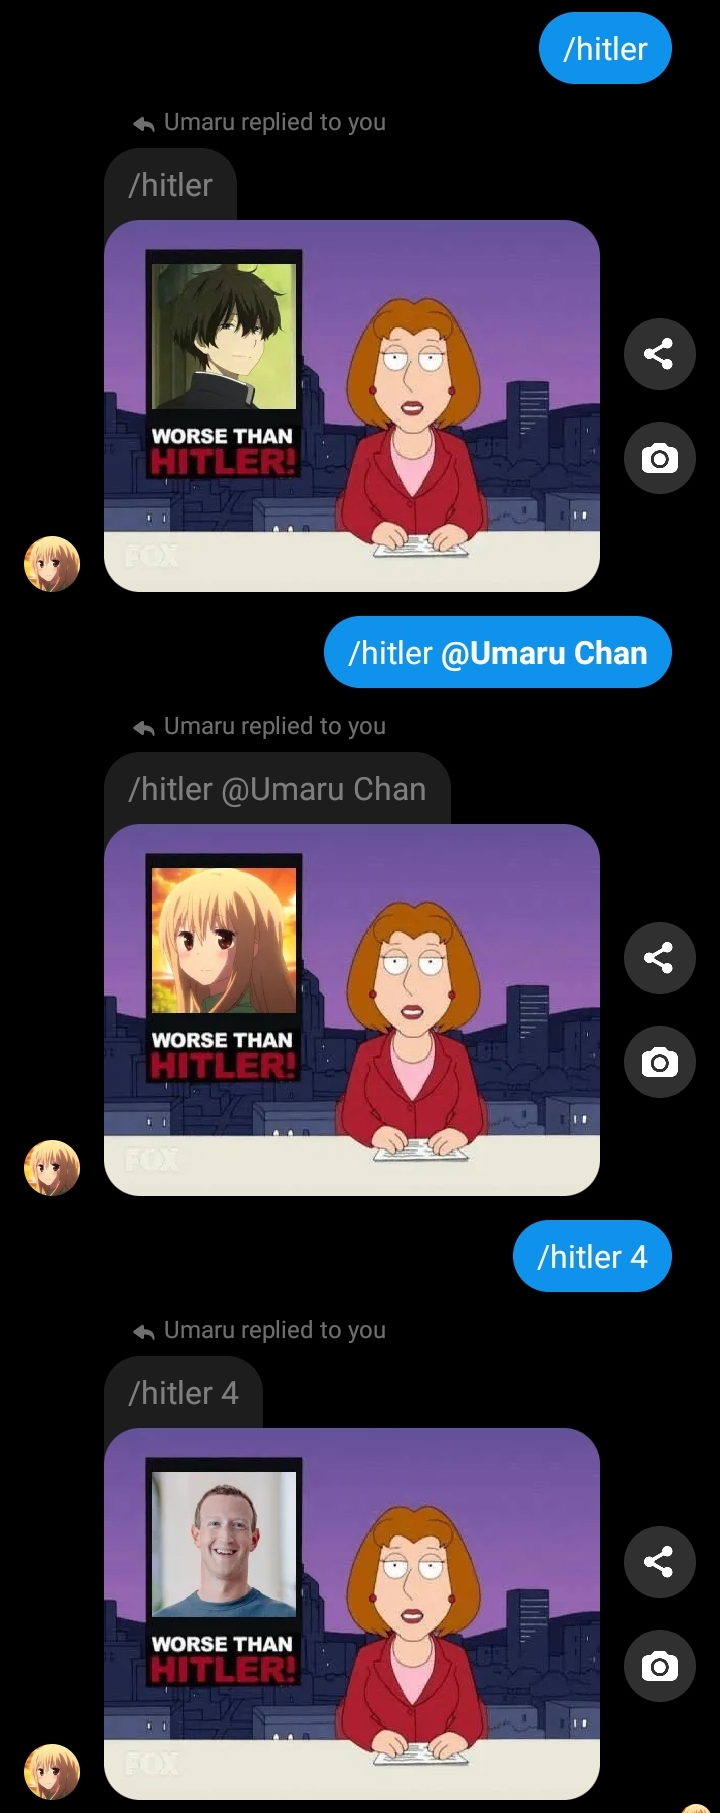 /hitler
Umaru replied to you
/hitler
WORSE THAN
HITLER!
FOX
/hitler @Umaru Chan
Umaru replied to you
/hitler @Umaru Chan
WORSE THAN
HITLER!
FOX
/hitler 4
Umaru replied to you
/hitler 4
WORSE THAN
HITLER!
FOX